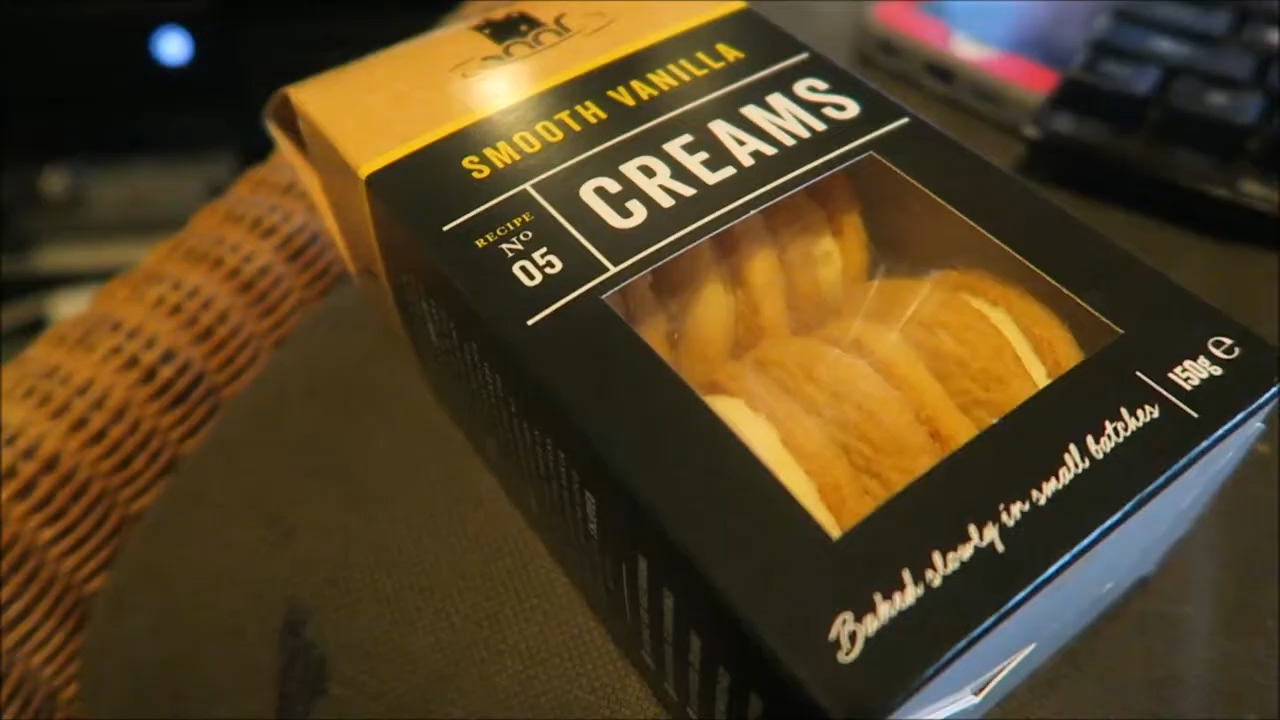 SMOOTH VANILLA
CREAMS
RECIPE
No
05
Baked slowly in small batches | 150g ℮